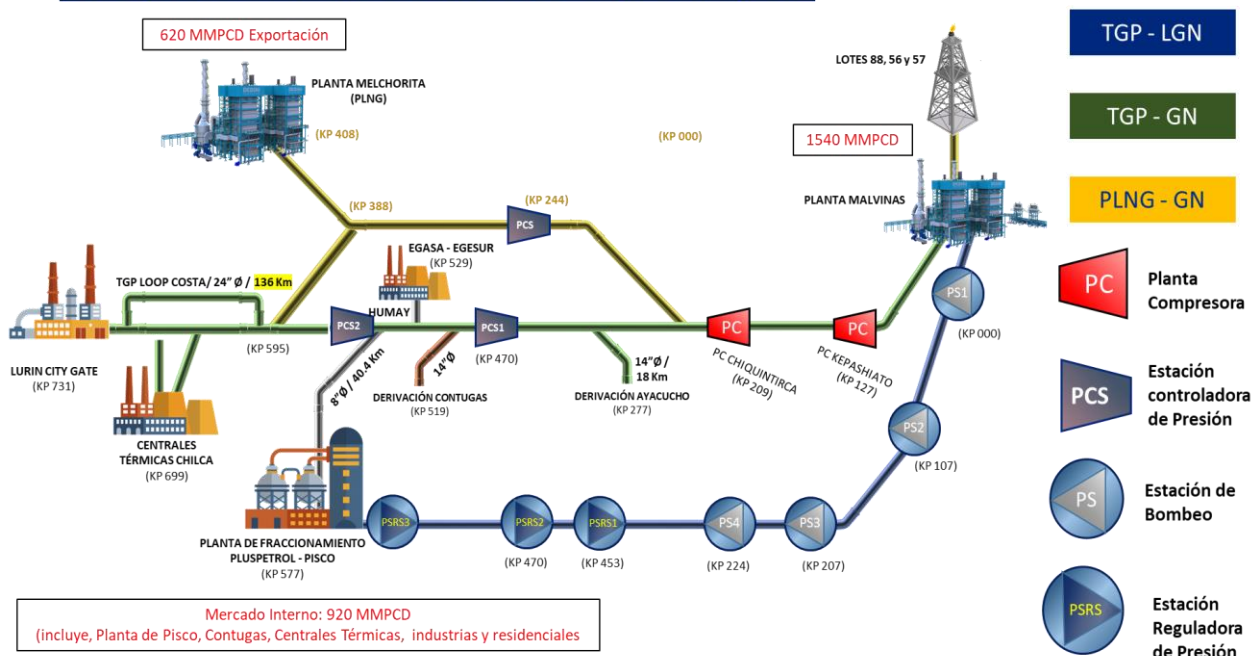 620 MMPCD Exportación
PLANTA MELCHORITA
(PLNG)
(KP 408)
(KP 000)
LOTES 88, 56 y 57
1540 MMPCD
PLANTA MALVINAS
(KP 388)
(KP 244)
PCS
EGASA - EGESUR
(KP 529)
TGP LOOP COSTA/ 24" Ø / 136 Km
HUMAY
PCS2
PCS1
PC
PC
PS1
(KP 000)
(KP 595)
(KP 470)
LURIN CITY GATE
(KP 731)
8"Ø / 40.4 Km
14"Ø
DERIVACIÓN CONTUGAS
(KP 519)
14"Ø /
18 Km
DERIVACIÓN AYACUCHO
(KP 277)
PC CHIQUINTIRCA
(KP 209)
PC KEPASHIATO
(KP 127)
CENTRALES
TÉRMICAS CHILCA
(KP 699)
PS2
(KP 107)
PLANTA DE FRACCIONAMIENTO
PLUSPETROL - PISCO
(KP 577)
PSRS3
PSRS2
(KP 470)
PSRS1
(KP 453)
PS4
(KP 224)
PS3
(KP 207)
Mercado Interno: 920 MMPCD
(incluye, Planta de Pisco, Contugas, Centrales Térmicas, industrias y residenciales
TGP - LGN
TGP - GN
PLNG - GN
PC
Planta
Compresora
PCS
Estación
controladora
de Presión
PS
Estación de
Bombeo
PSRS
Estación
Reguladora
de Presión